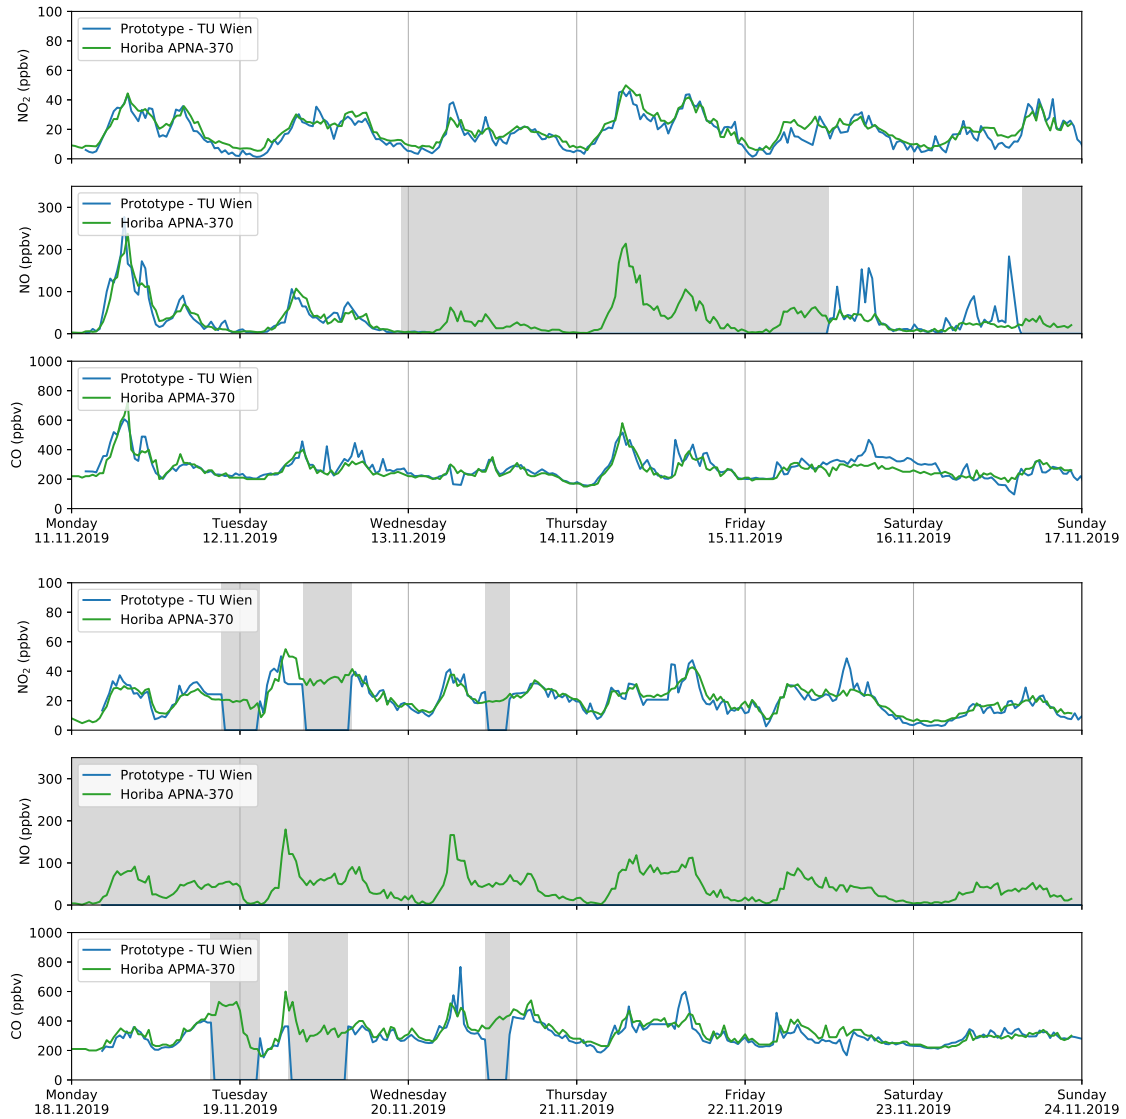 100
80
60
40
20
0
NO₂ (ppbv)
Prototype - TU Wien
Horiba APNA-370
300
200
100
0
NO (ppbv)
Prototype - TU Wien
Horiba APNA-370
1000
800
600
400
200
0
CO (ppbv)
Prototype - TU Wien
Horiba APMA-370
Monday Tuesday Wednesday Thursday Friday Saturday Sunday
11.11.2019 12.11.2019 13.11.2019 14.11.2019 15.11.2019 16.11.2019 17.11.2019
100
80
60
40
20
0
NO₂ (ppbv)
Prototype - TU Wien
Horiba APNA-370
300
200
100
0
NO (ppbv)
Prototype - TU Wien
Horiba APNA-370
1000
800
600
400
200
0
CO (ppbv)
Prototype - TU Wien
Horiba APMA-370
Monday Tuesday Wednesday Thursday Friday Saturday Sunday
18.11.2019 19.11.2019 20.11.2019 21.11.2019 22.11.2019 23.11.2019 24.11.2019